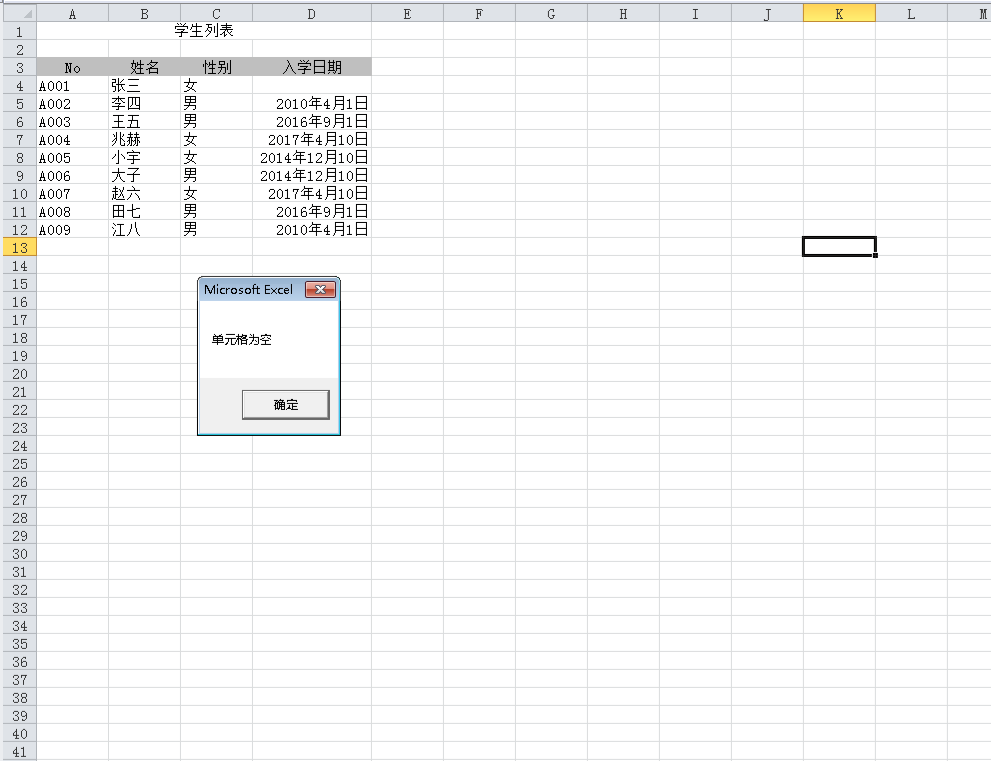 A B C D E F G H I J K L M
1 学生列表
2
3 No 姓名 性别 入学日期
4 A001 张三 女
5 A002 李四 男 2010年4月1日
6 A003 王五 男 2016年9月1日
7 A004 兆赫 女 2017年4月10日
8 A005 小宇 女 2014年12月10日
9 A006 大子 男 2014年12月10日
10 A007 赵六 女 2017年4月10日
11 A008 田七 男 2016年9月1日
12 A009 江八 男 2010年4月1日
13
14
15 Microsoft Excel
16
17
18 单元格为空
19
20
21
22 确定
23
24
25
26
27
28
29
30
31
32
33
34
35
36
37
38
39
40
41